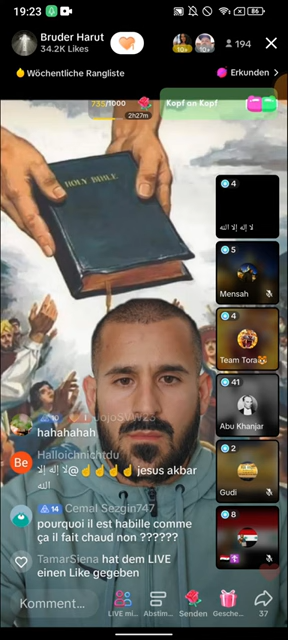 19:23
86
Bruder Harut
34.2K Likes
10+
10+
194
Wöchentliche Rangliste
Erkunden >
735/1000
2h27m
Kopf an Kopf
HOLY BIBLE
4
لا إله إلا الله
5
Mensah
4
Team Tora
41
Abu Khanjar
2
Gudi
8
hahahahah
Halloichnichtdu
لا إله إلا@☝☝☝☝ jesus akbar
الله
14 Cemal Sezgin747
pourquoi il est habille comme
ça il fait chaud non ??????
TamarSiena hat dem LIVE
einen Like gegeben
Komment...
LIVE mi...
Abstim...
Senden
Gesche...
37